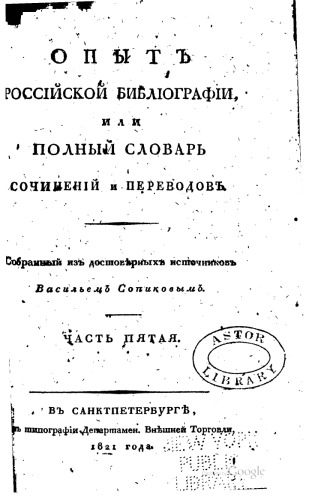 ОПЫТЪ
РОССІЙСКОЙ БИБЛІОГРАФІИ,
ИЛИ
ПОЛНЫЙ СЛОВАРЬ
СОЧИНЕНІЙ И ПЕРЕВОДОВЪ.
Собранный изъ достовѣрныхъ источниковъ
Васильемъ Сопиковымъ.
ЧАСТЬ ПЯТАЯ.
ASTOR
LIBRARY
ВЪ САНКТПЕТЕРБУРГѢ,
въ типографіи Департамен. Внѣшней Торговли,
1821 года.
NEW YORK
PUBLIC
LIBRARY
Google